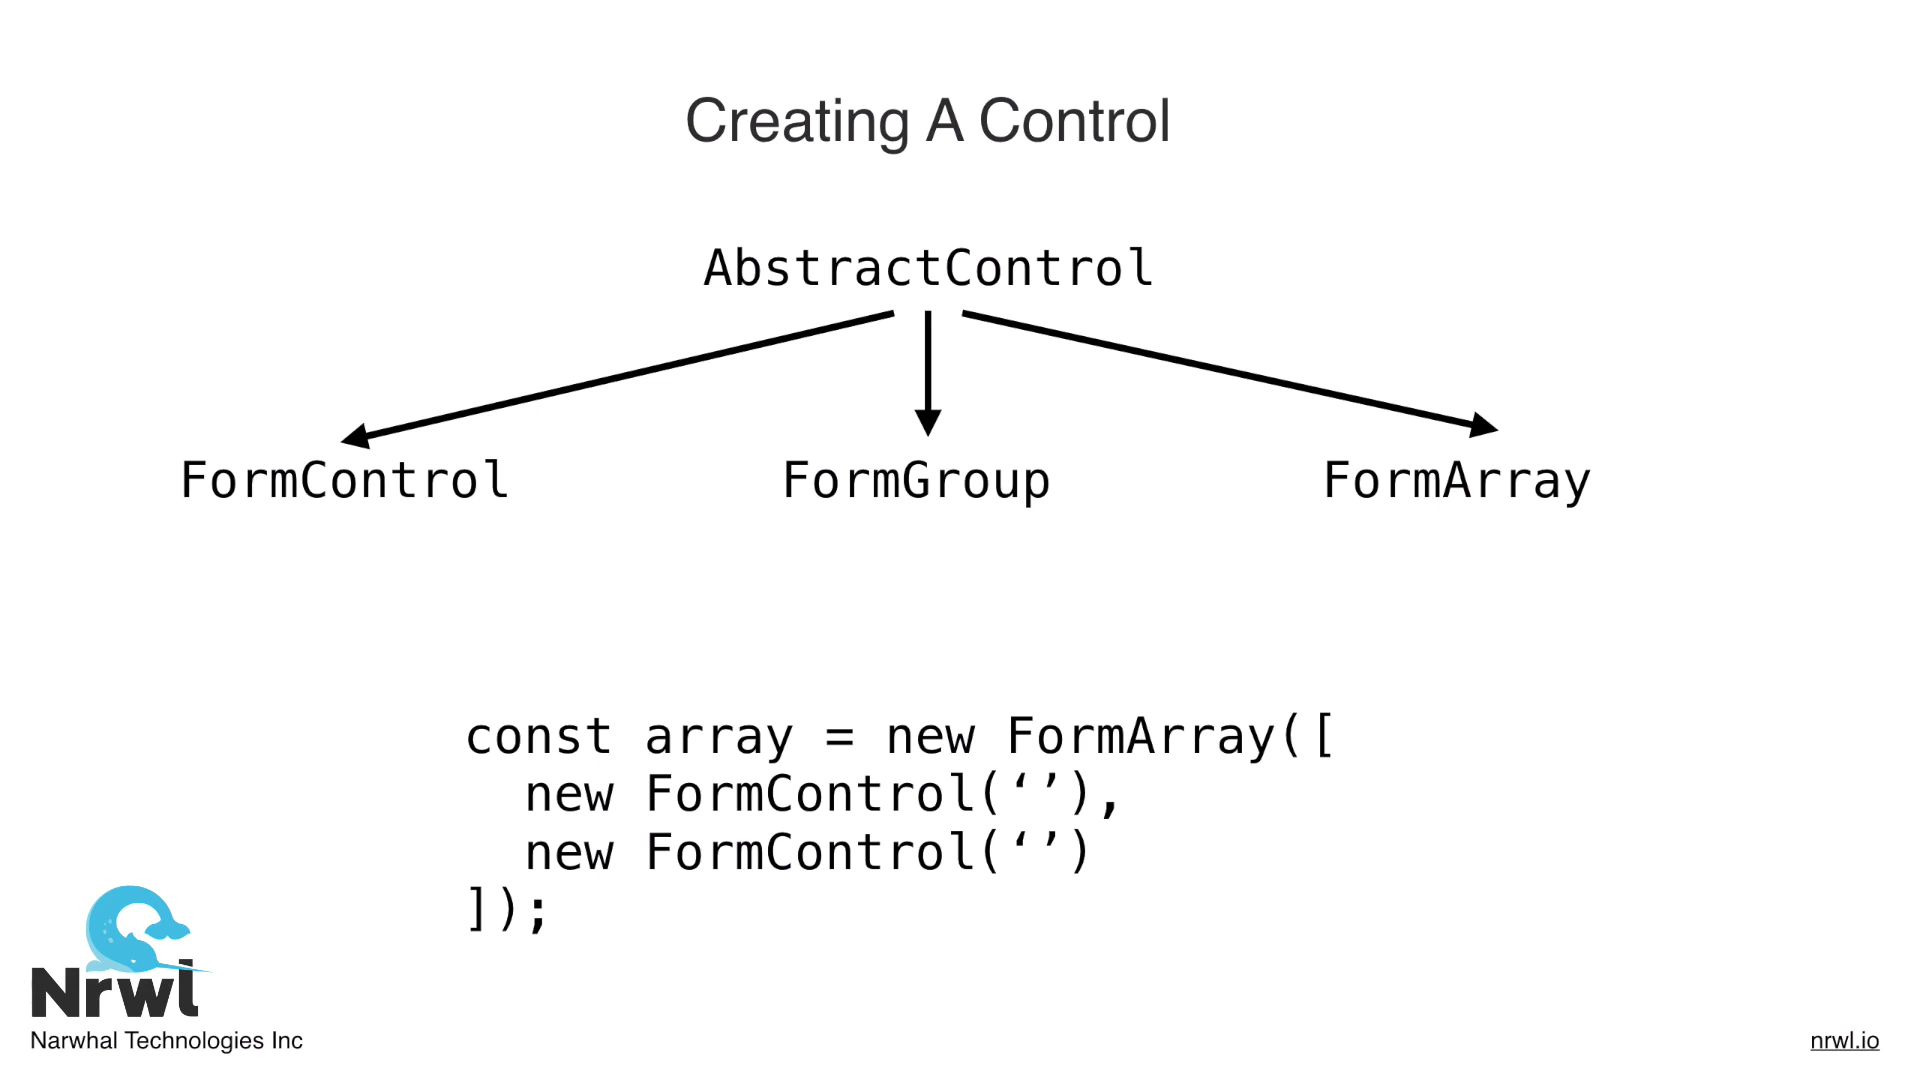 Creating A Control
AbstractControl
FormControl FormGroup FormArray
const array = new FormArray([
  new FormControl(‘’),
  new FormControl(‘’)
]);
Nrwl
Narwhal Technologies Inc
nrwl.io